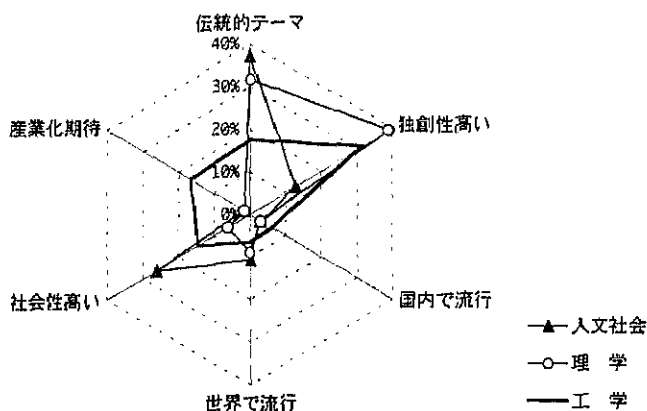 伝統的テーマ
40%
30%
20%
10%
0%
独創性高い
国内で流行
世界で流行
社会性高い
産業化期待
人文社会
理 学
工 学